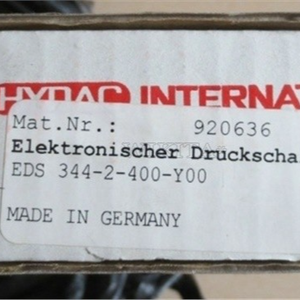 HYDAC INTERNAT
Mat.Nr.: 920636
Elektronischer Druckscha
EDS 344-2-400-Y00
MADE IN GERMANY